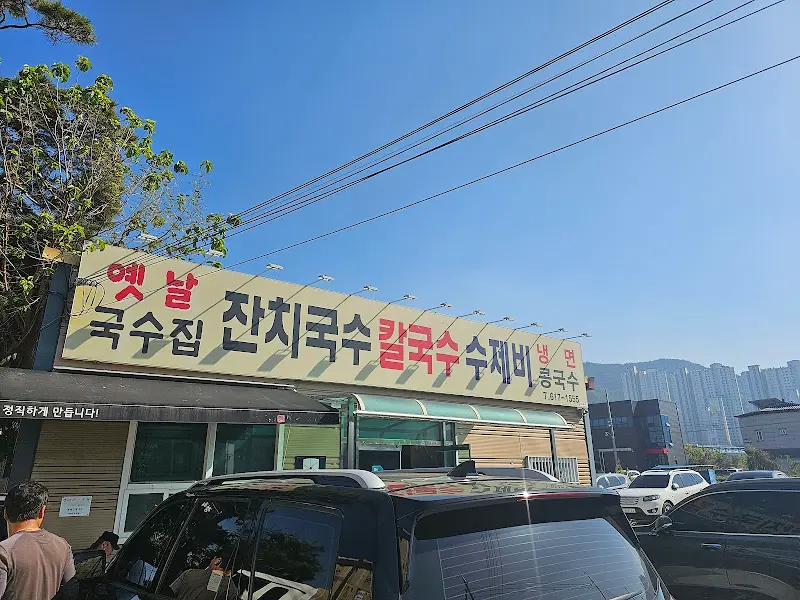 옛날
국수집
잔치국수 칼국수 수제비
냉면
콩국수
T.617-1555
정직하게 만듭니다!